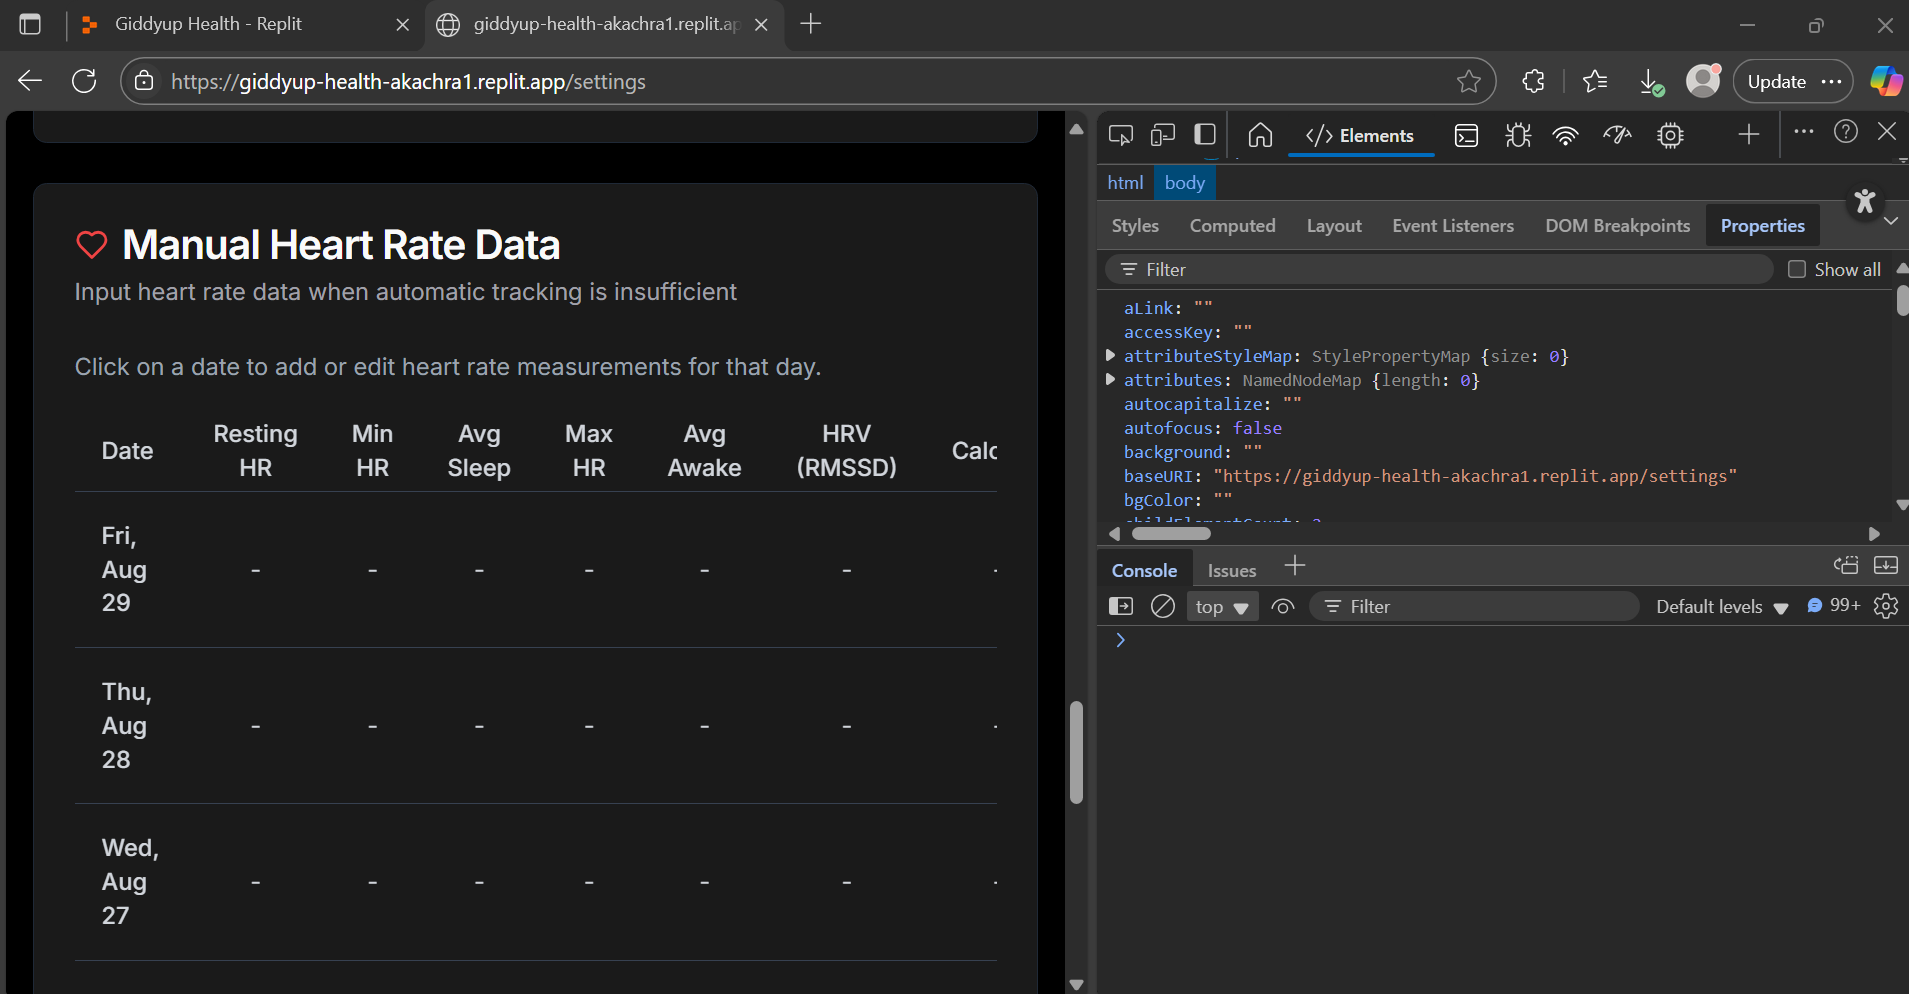 Giddyup Health - Replit
giddyup-health-akachra1.replit.ap
https://giddyup-health-akachra1.replit.app/settings
Update
Manual Heart Rate Data
Input heart rate data when automatic tracking is insufficient
Click on a date to add or edit heart rate measurements for that day.
Date
Resting
HR
Min
HR
Avg
Sleep
Max
HR
Avg
Awake
HRV
(RMSSD)
Calc
Fri,
Aug
29
- - - - - - -
Thu,
Aug
28
- - - - - - -
Wed,
Aug
27
- - - - - - -
</> Elements
html body
Styles Computed Layout Event Listeners DOM Breakpoints Properties
Filter Show all
aLink: ""
accessKey: ""
attributeStyleMap: StylePropertyMap {size: 0}
attributes: NamedNodeMap {length: 0}
autocapitalize: ""
autofocus: false
background: ""
baseURI: "https://giddyup-health-akachra1.replit.app/settings"
bgColor: ""
Console Issues
top Filter Default levels 99+